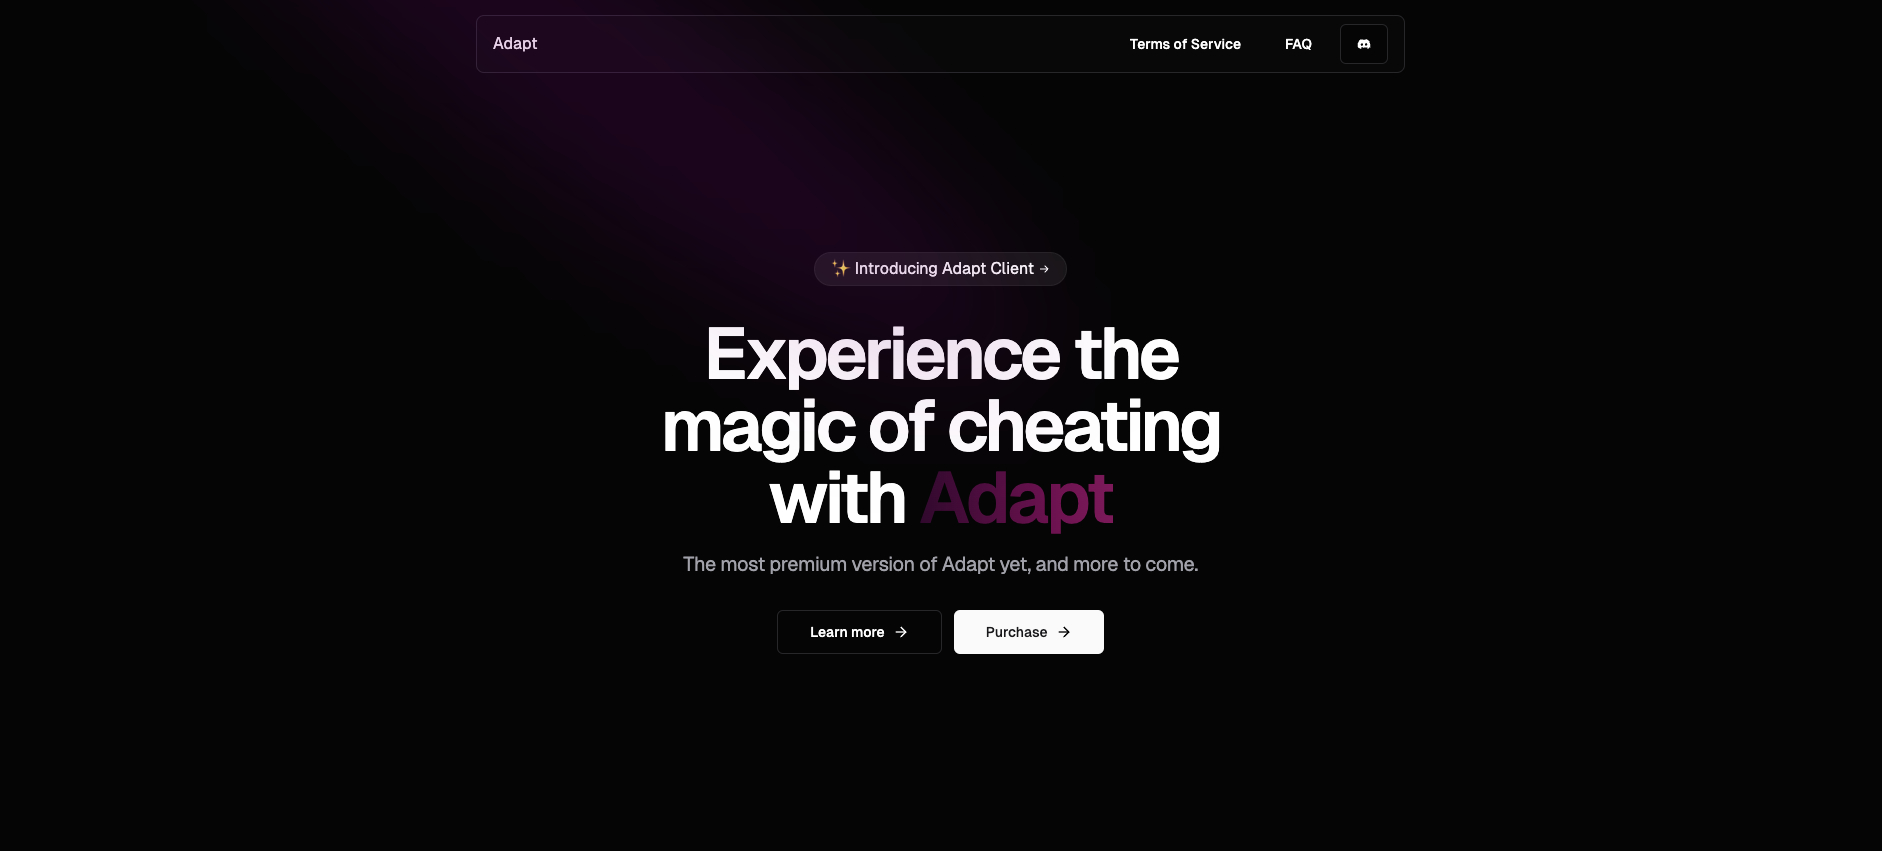 Adapt
Terms of Service
FAQ
✨ Introducing Adapt Client →
Experience the
magic of cheating
with Adapt
The most premium version of Adapt yet, and more to come.
Learn more →
Purchase →